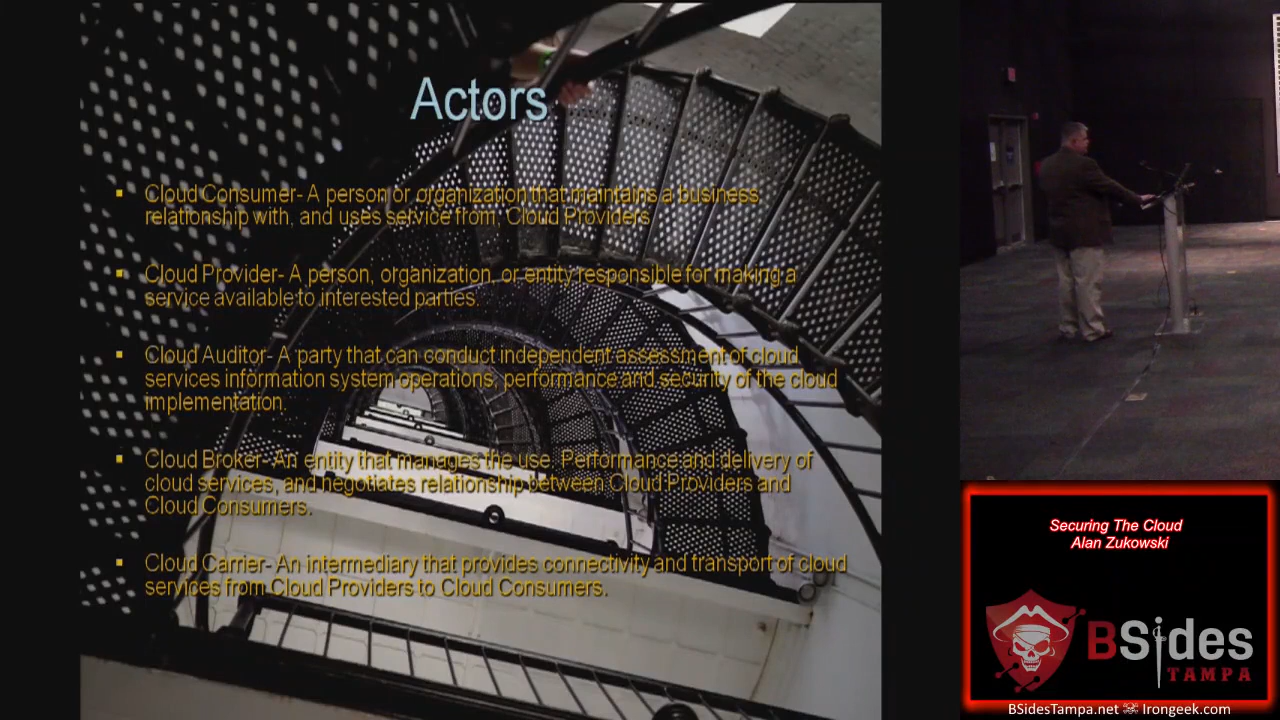 Actors
▪ Cloud Consumer- A person or organization that maintains a business
relationship with, and uses service from, Cloud Providers
▪ Cloud Provider- A person, organization, or entity responsible for making a
service available to interested parties.
▪ Cloud Auditor- A party that can conduct independent assessment of cloud
services information system operations, performance and security of the cloud
implementation.
▪ Cloud Broker- An entity that manages the use, Performance and delivery of
cloud services, and negotiates relationship between Cloud Providers and
Cloud Consumers.
▪ Cloud Carrier- An intermediary that provides connectivity and transport of cloud
services from Cloud Providers to Cloud Consumers.
Securing The Cloud
Alan Zukowski
BSides
TAMPA
BSidesTampa.net Irongeek.com